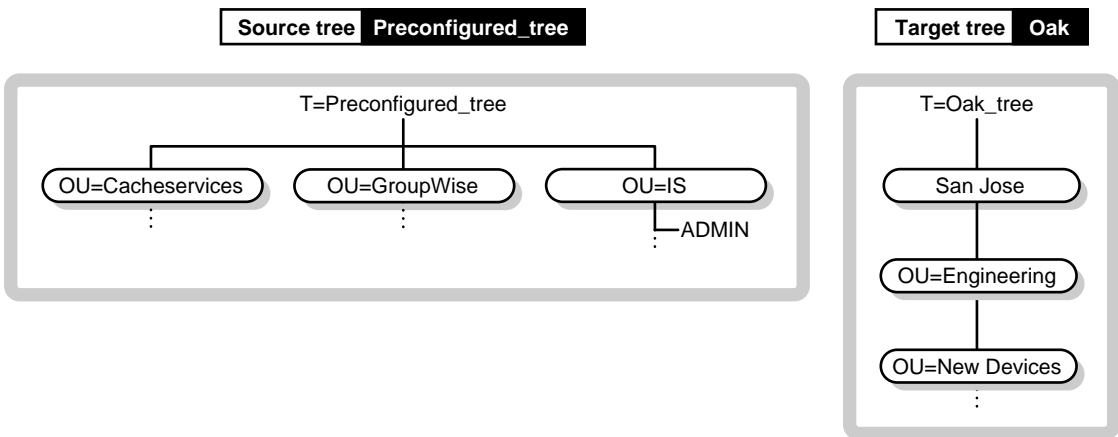 Source tree Preconfigured_tree
Target tree Oak
T=Preconfigured_tree
OU=Cacheservices
OU=GroupWise
OU=IS
ADMIN
T=Oak_tree
San Jose
OU=Engineering
OU=New Devices